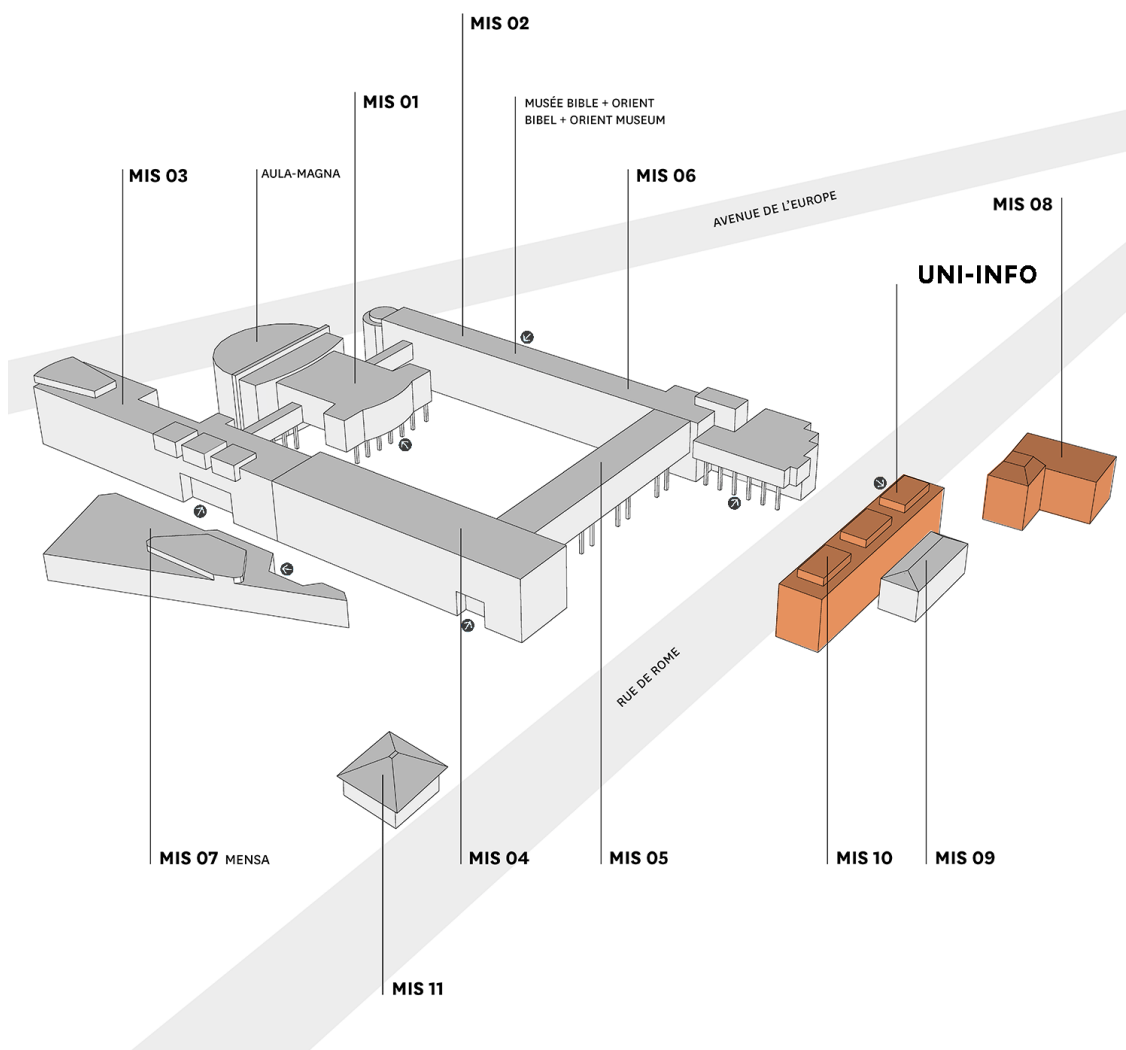 MIS 02
MIS 01
MUSÉE BIBLE + ORIENT
BIBEL + ORIENT MUSEUM
MIS 03
AULA-MAGNA
MIS 06
AVENUE DE L'EUROPE
MIS 08
UNI-INFO
RUE DE ROME
MIS 07 MENSA
MIS 04
MIS 05
MIS 10
MIS 09
MIS 11